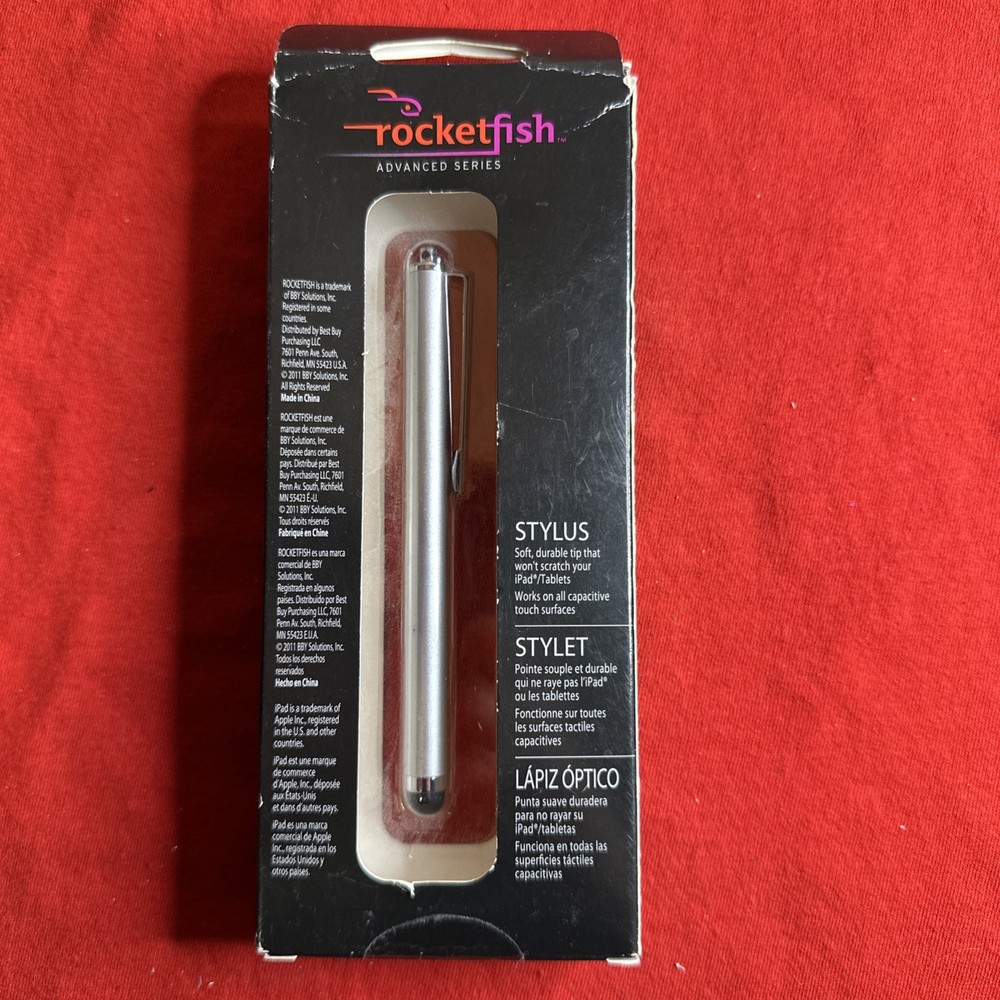 rocketfish™
ADVANCED SERIES
ROCKETFISH is a trademark
of BBY Solutions, Inc.
Registered in some
countries.
Distributed by Best Buy
Purchasing LLC
7601 Penn Ave. South,
Richfield, MN 55423 U.S.A.
© 2011 BBY Solutions, Inc.
All Rights Reserved
Made in China
ROCKETFISH est une
marque de commerce de
BBY Solutions, Inc.
Déposée dans certains
pays. Distribué par Best
Buy Purchasing LLC, 7601
Penn Av. South, Richfield,
MN 55423 É.-U.
© 2011 BBY Solutions, Inc.
Tous droits réservés
Fabriqué en Chine
ROCKETFISH es una marca
comercial de BBY
Solutions, Inc.
Registrada en algunos
países. Distribuido por Best
Buy Purchasing LLC, 7601
Penn Av. South, Richfield,
MN 55423 E.U.A.
© 2011 BBY Solutions, Inc.
Todos los derechos
reservados
Hecho en China
iPad is a trademark of
Apple Inc., registered
in the U.S. and other
countries.
iPad est une marque
de commerce
d'Apple, Inc., déposée
aux États-Unis
et dans d'autres pays.
iPad es una marca
comercial de Apple
Inc., registrada en los
Estados Unidos y
otros países.
STYLUS
Soft, durable tip that
won't scratch your
iPad®/Tablets
Works on all capacitive
touch surfaces
STYLET
Pointe souple et durable
qui ne raye pas l'iPad®
ou les tablettes
Fonctionne sur toutes
les surfaces tactiles
capacitives
LÁPIZ ÓPTICO
Punta suave duradera
para no rayar su
iPad®/tabletas
Funciona en todas las
superficies táctiles
capacitivas